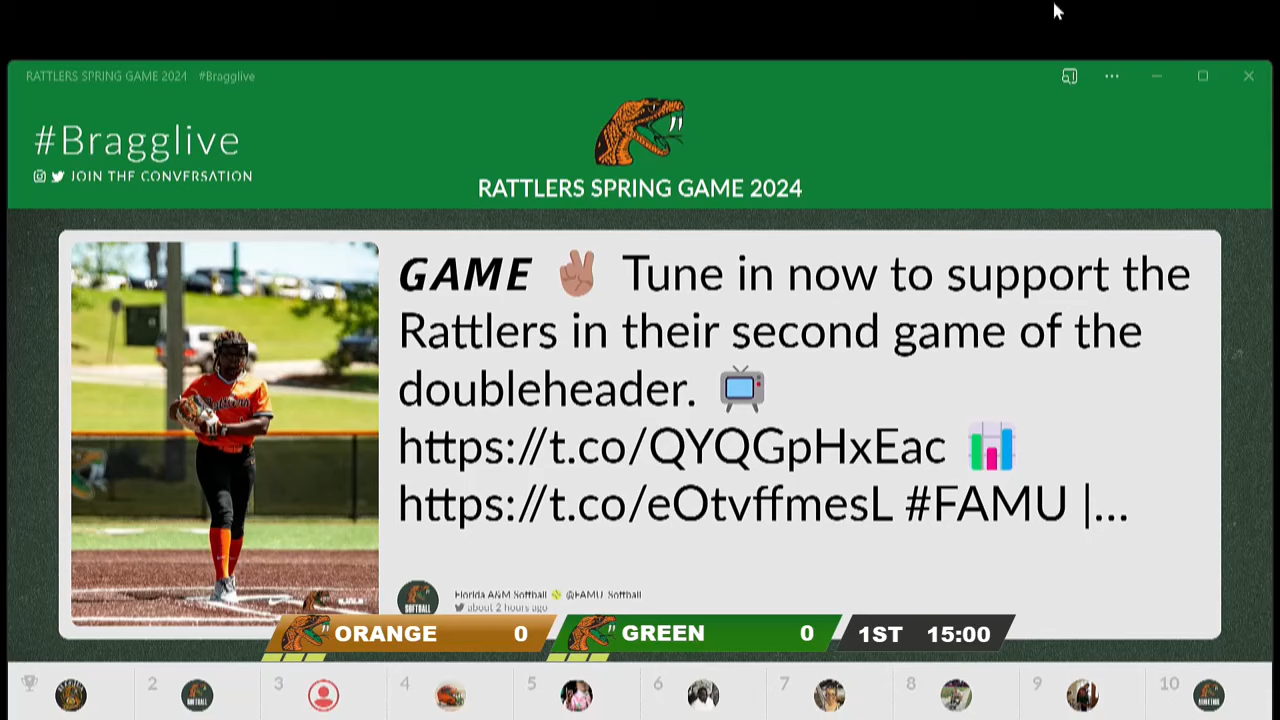 RATTLERS SPRING GAME 2024 #Bragglive
#Bragglive
JOIN THE CONVERSATION
RATTLERS SPRING GAME 2024
GAME ✌🏽 Tune in now to support the
Rattlers in their second game of the
doubleheader. 📺
https://t.co/QYQGpHxEac 📊
https://t.co/eOtvffmesL #FAMU |...
SOFTBALL
Florida A&M Softball @FAMU_Softball
about 2 hours ago
ORANGE 0 GREEN 0 1ST 15:00
2 3 4 5 6 7 8 9 10